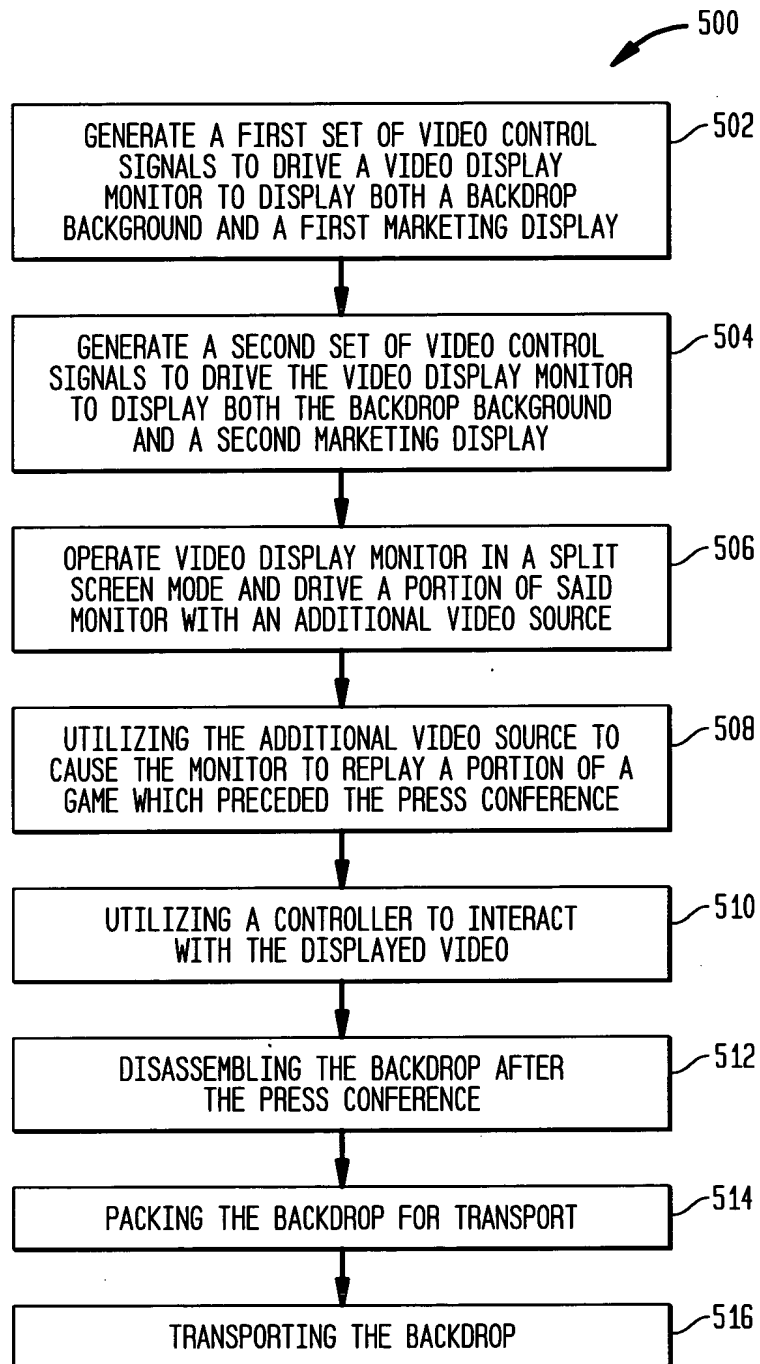 500
GENERATE A FIRST SET OF VIDEO CONTROL
SIGNALS TO DRIVE A VIDEO DISPLAY
MONITOR TO DISPLAY BOTH A BACKDROP
BACKGROUND AND A FIRST MARKETING DISPLAY
502
GENERATE A SECOND SET OF VIDEO CONTROL
SIGNALS TO DRIVE THE VIDEO DISPLAY MONITOR
TO DISPLAY BOTH THE BACKDROP BACKGROUND
AND A SECOND MARKETING DISPLAY
504
OPERATE VIDEO DISPLAY MONITOR IN A SPLIT
SCREEN MODE AND DRIVE A PORTION OF SAID
MONITOR WITH AN ADDITIONAL VIDEO SOURCE
506
UTILIZING THE ADDITIONAL VIDEO SOURCE TO
CAUSE THE MONITOR TO REPLAY A PORTION OF A
GAME WHICH PRECEDED THE PRESS CONFERENCE
508
UTILIZING A CONTROLLER TO INTERACT
WITH THE DISPLAYED VIDEO
510
DISASSEMBLING THE BACKDROP AFTER
THE PRESS CONFERENCE
512
PACKING THE BACKDROP FOR TRANSPORT
514
TRANSPORTING THE BACKDROP
516